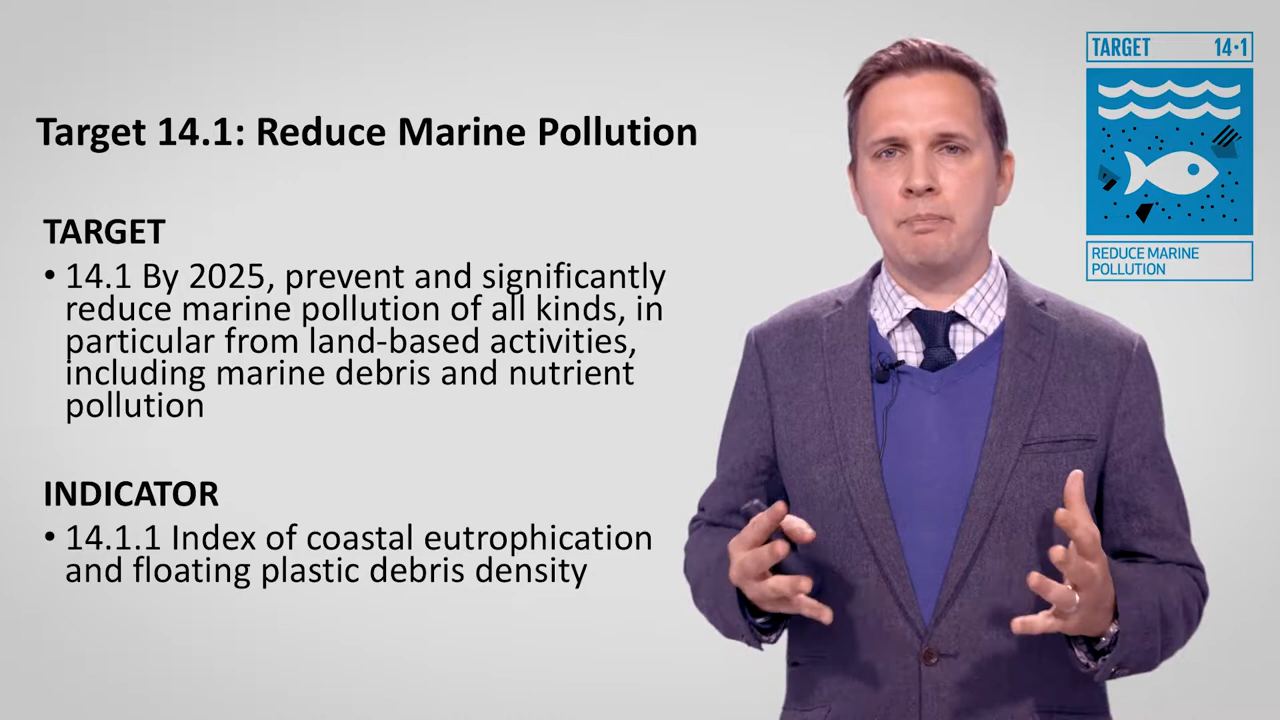 TARGET 14·1
Target 14.1: Reduce Marine Pollution
TARGET
• 14.1 By 2025, prevent and significantly
reduce marine pollution of all kinds, in
particular from land-based activities,
including marine debris and nutrient
pollution
INDICATOR
• 14.1.1 Index of coastal eutrophication
and floating plastic debris density
REDUCE MARINE
POLLUTION